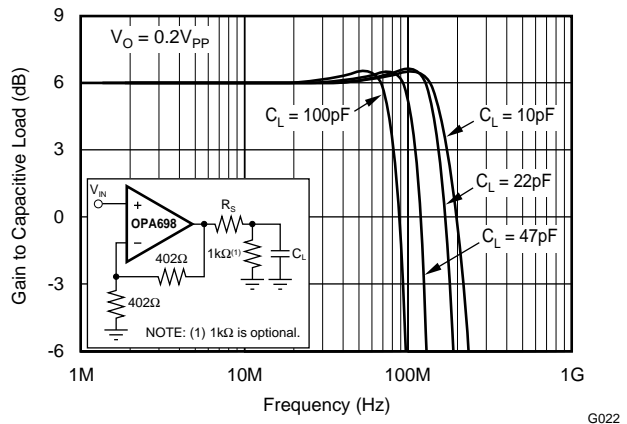 9
6
3
0
-3
-6
Gain to Capacitive Load (dB)
V_O = 0.2V_PP
C_L = 100pF
C_L = 10pF
C_L = 22pF
C_L = 47pF
V_IN
+
OPA698
−
R_S
402Ω
1kΩ(1)
C_L
402Ω
NOTE: (1) 1kΩ is optional.
1M
10M
100M
1G
Frequency (Hz)
G022